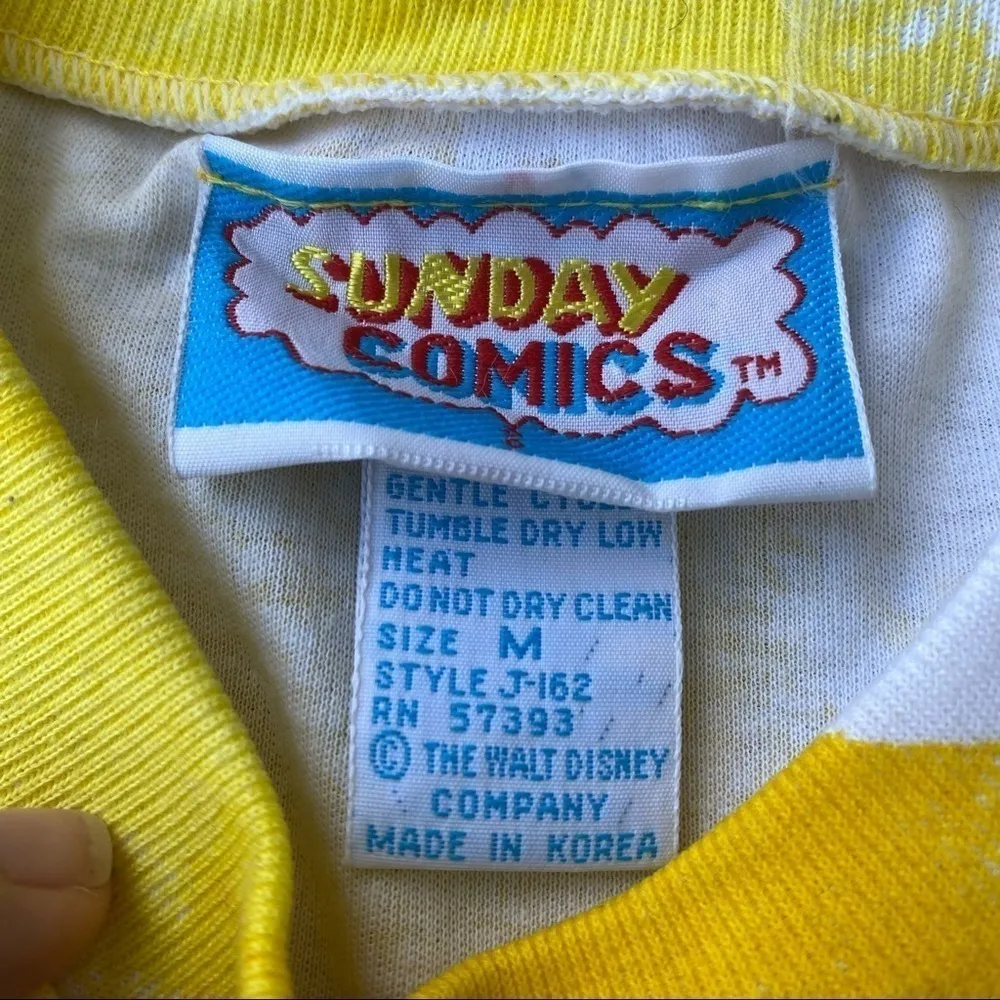 SUNDAY
COMICS™
GENTLE
TUMBLE DRY LOW
HEAT
DO NOT DRY CLEAN
SIZE M
STYLE J-162
RN 57393
© THE WALT DISNEY
COMPANY
MADE IN KOREA